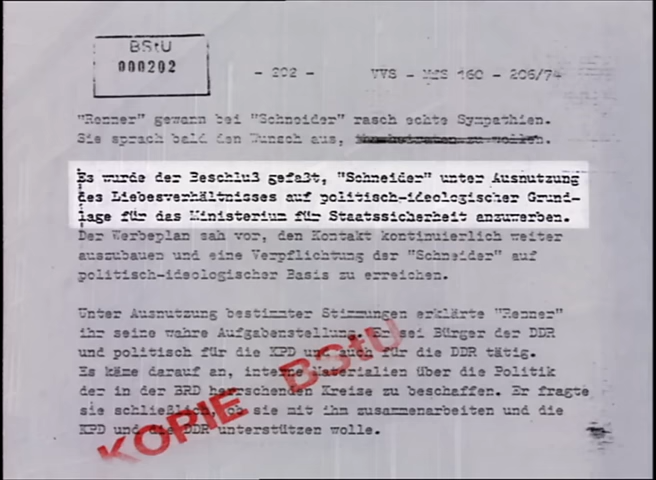 BStU
000202
- 202 -
VVS - MfS 160 - 206/74
"Renner" gewann bei "Schneider" rasch echte Sympathien.
Sie sprach bald den Wunsch aus,
Es wurde der Beschluß gefaßt, "Schneider" unter Ausnutzung
des Liebesverhältnisses auf politisch-ideologischer Grund-
lage für das Ministerium für Staatssicherheit anzuwerben.
Der Werbeplan sah vor, den Kontakt kontinuierlich weiter
auszubauen und eine Verpflichtung der "Schneider" auf
politisch-ideologischer Basis zu erreichen.
Unter Ausnutzung bestimmter Stimmungen erklärte "Renner"
ihr seine wahre Aufgabenstellung. Er sei Bürger der DDR
und politisch für die KPD und auch für die DDR tätig.
Es käme darauf an, interne Materialien über die Politik
der in der BRD herrschenden Kreise zu beschaffen. Er fragte
sie schließlich, ob sie mit ihm zusammenarbeiten und die
KPD und die DDR unterstützen wolle.
KOPIE BStU